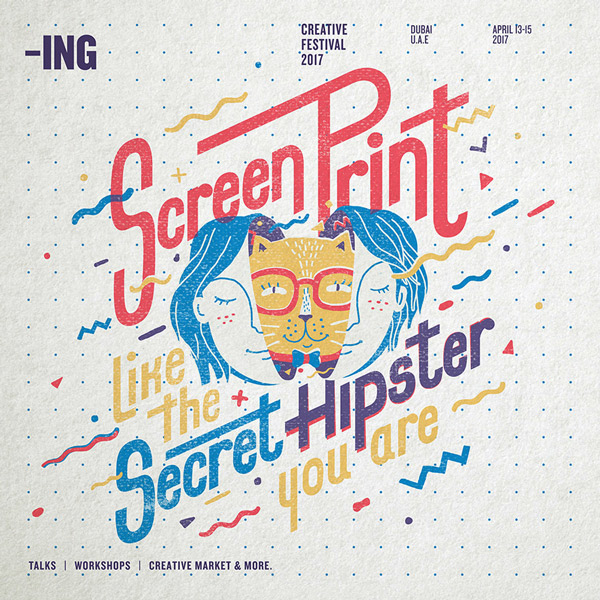 –ING
CREATIVE
FESTIVAL
2017
DUBAI
U.A.E
APRIL 13-15
2017
Screen Print
Like
the
Secret Hipster
you are
TALKS | WORKSHOPS | CREATIVE MARKET & MORE.